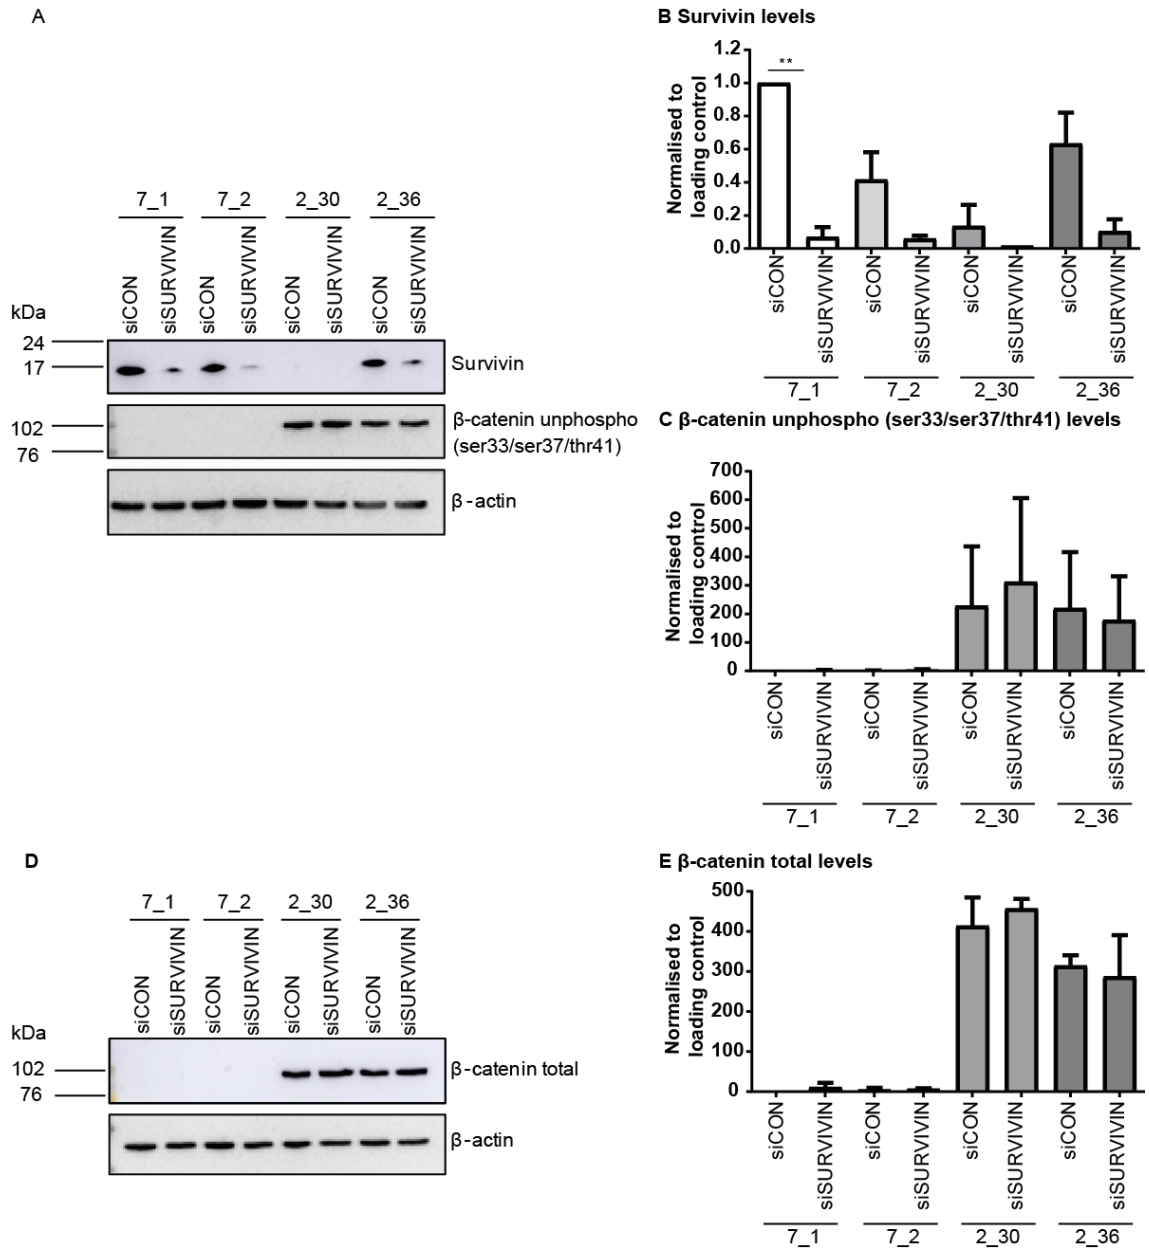 A
7_1 7_2 2_30 2_36
siCON siSURVIVIN siCON siSURVIVIN siCON siSURVIVIN siCON siSURVIVIN
kDa
24
17
Survivin
102
76
β-catenin unphospho
(ser33/ser37/thr41)
β-actin
B Survivin levels
Normalised to
loading control
1.2
1.0
0.8
0.6
0.4
0.2
0.0
**
siCON siSURVIVIN siCON siSURVIVIN siCON siSURVIVIN siCON siSURVIVIN
7_1 7_2 2_30 2_36
C β-catenin unphospho (ser33/ser37/thr41) levels
Normalised to
loading control
700
600
500
400
300
200
100
0
siCON siSURVIVIN siCON siSURVIVIN siCON siSURVIVIN siCON siSURVIVIN
7_1 7_2 2_30 2_36
D
7_1 7_2 2_30 2_36
siCON siSURVIVIN siCON siSURVIVIN siCON siSURVIVIN siCON siSURVIVIN
kDa
102
76
β-catenin total
β-actin
E β-catenin total levels
Normalised to
loading control
500
400
300
200
100
0
siCON siSURVIVIN siCON siSURVIVIN siCON siSURVIVIN siCON siSURVIVIN
7_1 7_2 2_30 2_36